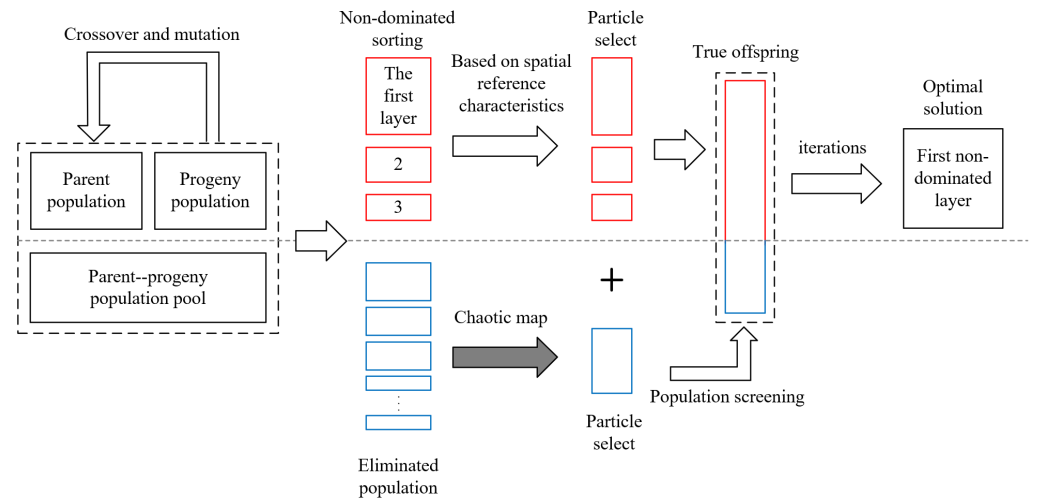 Crossover and mutation
Parent
population
Progeny
population
Parent--progeny
population pool
Non-dominated
sorting
The
first
layer
2
3
Based on spatial
reference
characteristics
Particle
select
True offspring
iterations
Optimal
solution
First non-
dominated
layer
Chaotic map
+
Particle
select
Population screening
Eliminated
population